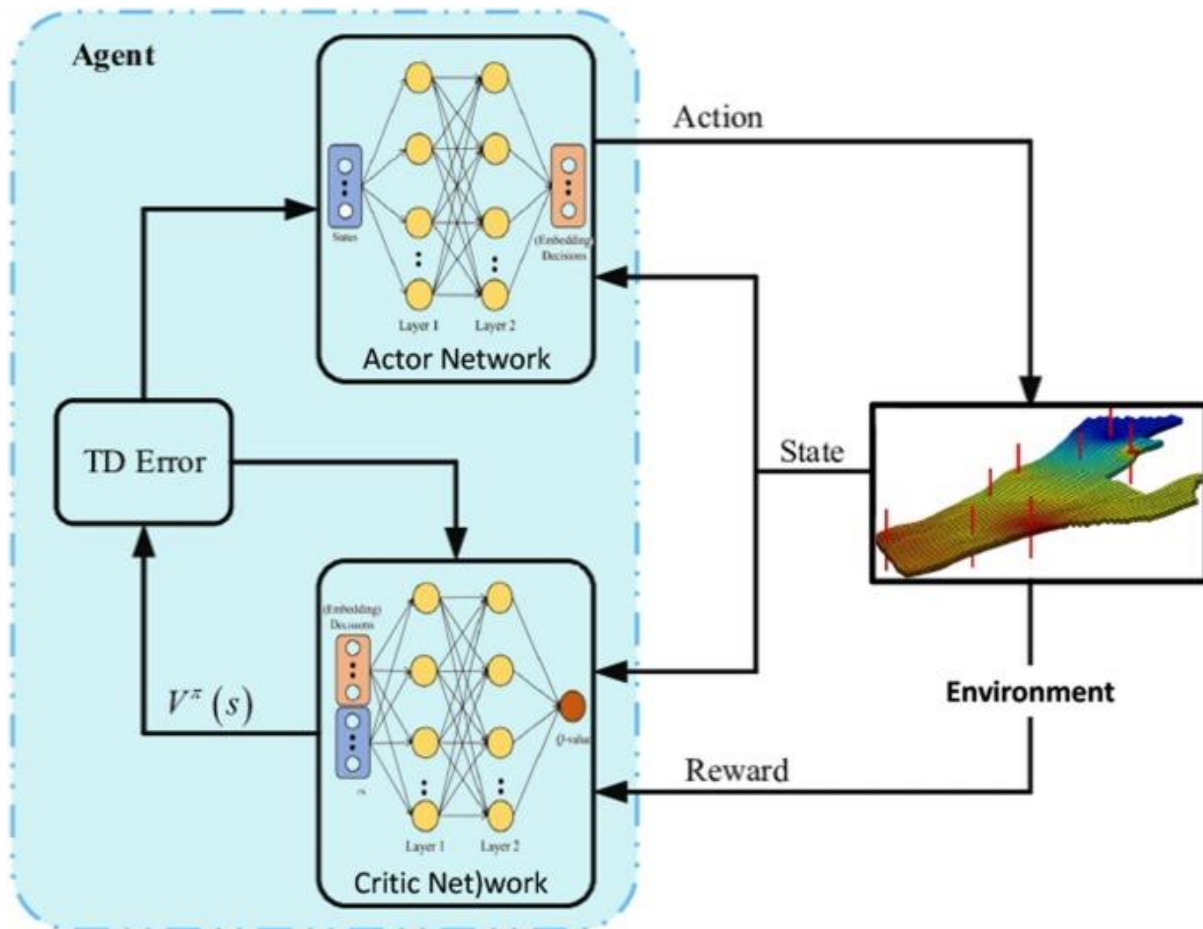 Agent
Action
States
(Embedding)
Decisions
Layer 1
Layer 2
Actor Network
TD Error
State
(Embedding)
Decisions
V^π (s)
Q-value
Environment
Reward
Layer 1
Layer 2
Critic Net)work